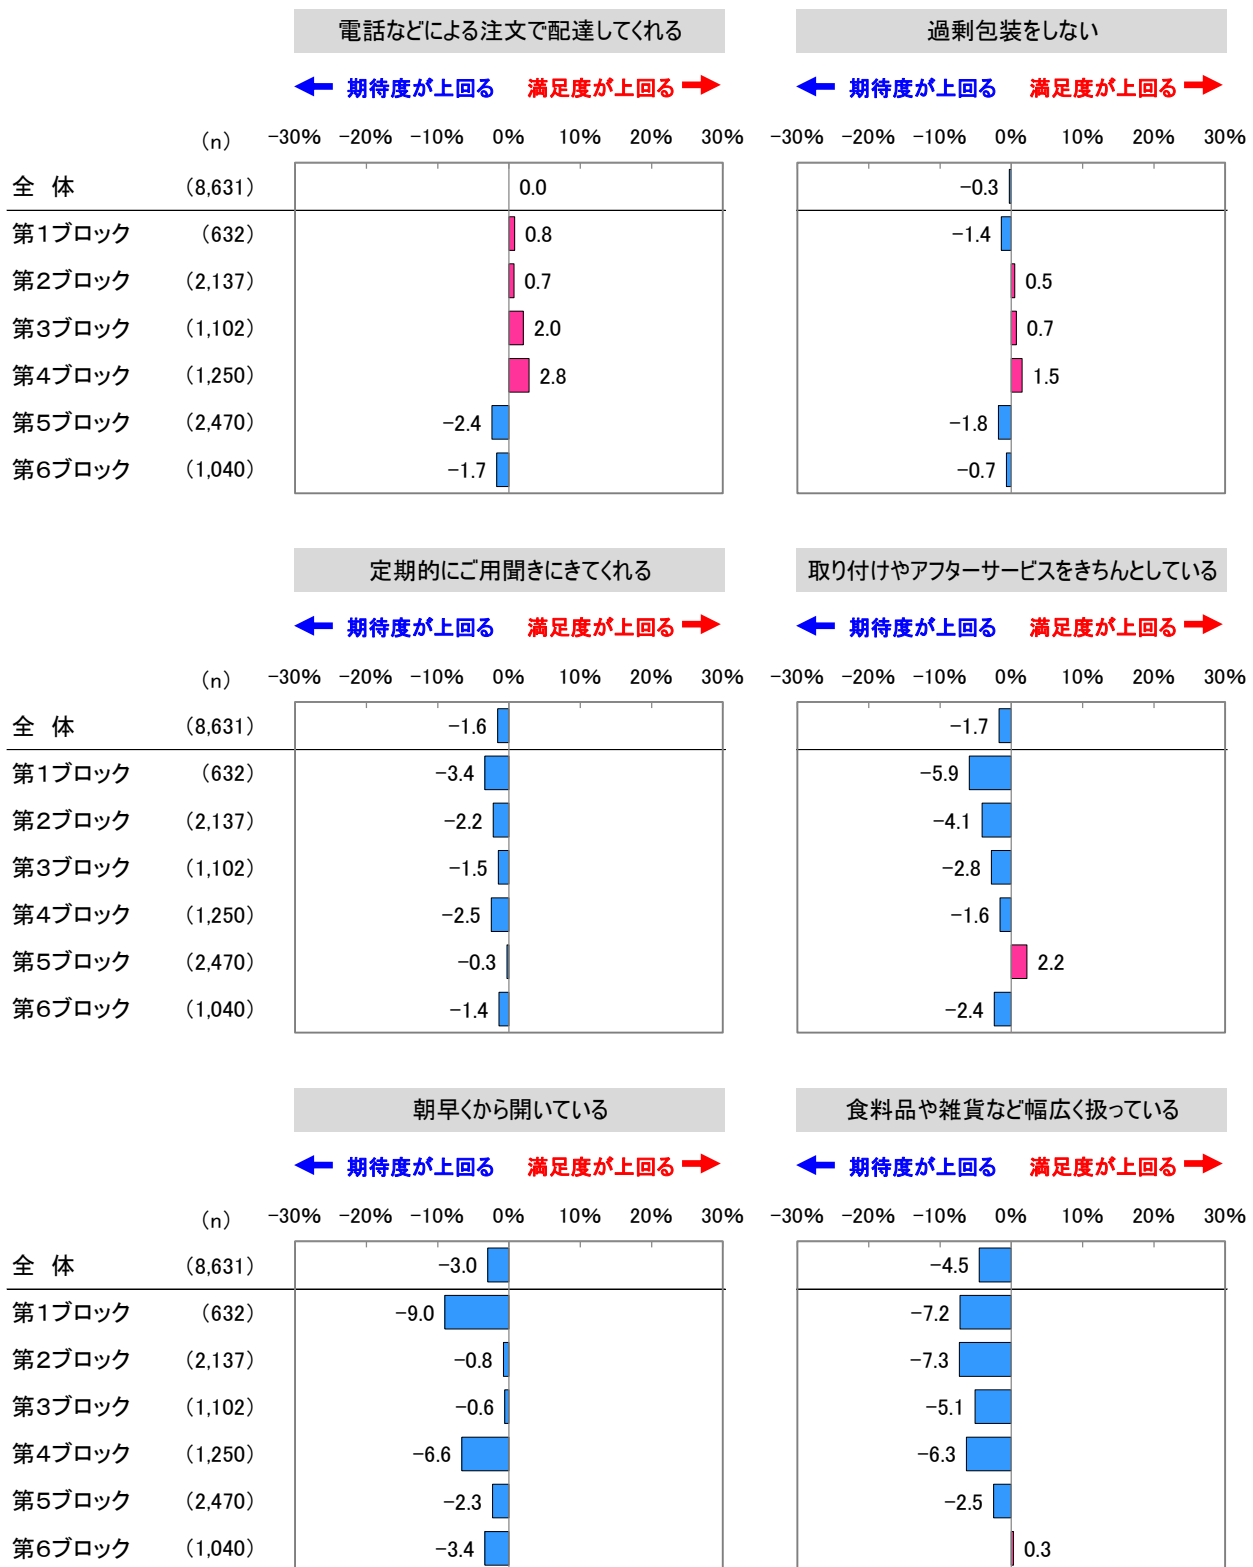 電話などによる注文で配達してくれる 過剰包装をしない
期待度が上回る 満足度が上回る 期待度が上回る 満足度が上回る
(n) -30% -20% -10% 0% 10% 20% 30% -30% -20% -10% 0% 10% 20% 30%
全 体 (8,631) 0.0 -0.3
第1ブロック (632) 0.8 -1.4
第2ブロック (2,137) 0.7 0.5
第3ブロック (1,102) 2.0 0.7
第4ブロック (1,250) 2.8 1.5
第5ブロック (2,470) -2.4 -1.8
第6ブロック (1,040) -1.7 -0.7
定期的にご用聞きにきてくれる 取り付けやアフターサービスをきちんとしている
期待度が上回る 満足度が上回る 期待度が上回る 満足度が上回る
(n) -30% -20% -10% 0% 10% 20% 30% -30% -20% -10% 0% 10% 20% 30%
全 体 (8,631) -1.6 -1.7
第1ブロック (632) -3.4 -5.9
第2ブロック (2,137) -2.2 -4.1
第3ブロック (1,102) -1.5 -2.8
第4ブロック (1,250) -2.5 -1.6
第5ブロック (2,470) -0.3 2.2
第6ブロック (1,040) -1.4 -2.4
朝早くから開いている 食料品や雑貨など幅広く扱っている
期待度が上回る 満足度が上回る 期待度が上回る 満足度が上回る
(n) -30% -20% -10% 0% 10% 20% 30% -30% -20% -10% 0% 10% 20% 30%
全 体 (8,631) -3.0 -4.5
第1ブロック (632) -9.0 -7.2
第2ブロック (2,137) -0.8 -7.3
第3ブロック (1,102) -0.6 -5.1
第4ブロック (1,250) -6.6 -6.3
第5ブロック (2,470) -2.3 -2.5
第6ブロック (1,040) -3.4 0.3